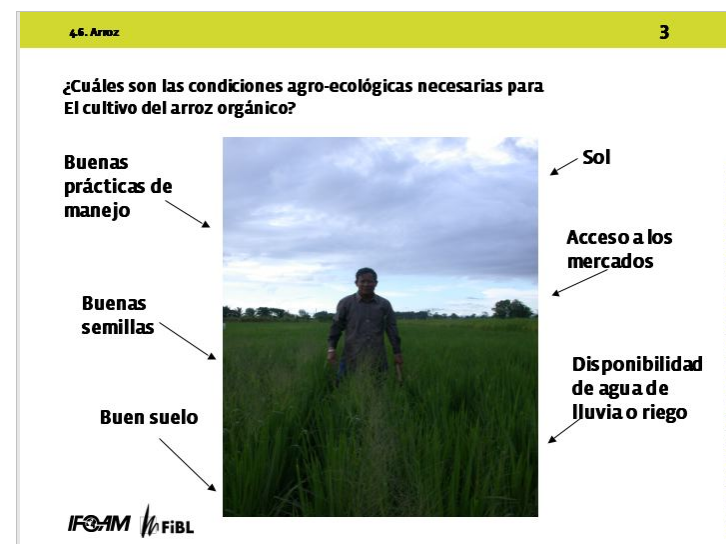 4.6. Arroz
3
¿Cuáles son las condiciones agro-ecológicas necesarias para
El cultivo del arroz orgánico?
Buenas
prácticas de
manejo
Sol
Acceso a los
mercados
Buenas
semillas
Disponibilidad
de agua de
lluvia o riego
Buen suelo
IFOAM
FiBL